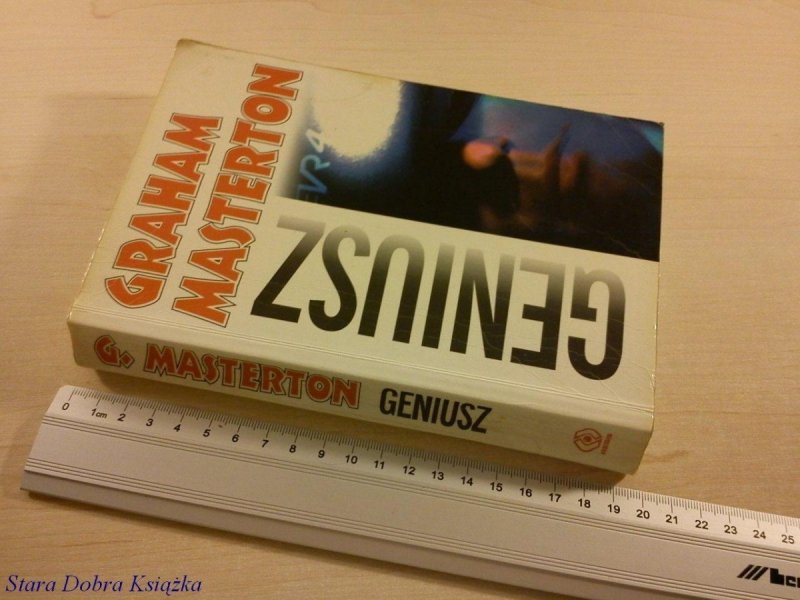 GRAHAM
MASTERTON
EVR4
GENIUSZ
G. MASTERTON GENIUSZ
0 1cm 2 3 4 5 6 7 8 9 10 11 12 13 14 15 16 17 18 19 20 21 22 23 24 25
Stara Dobra Książka